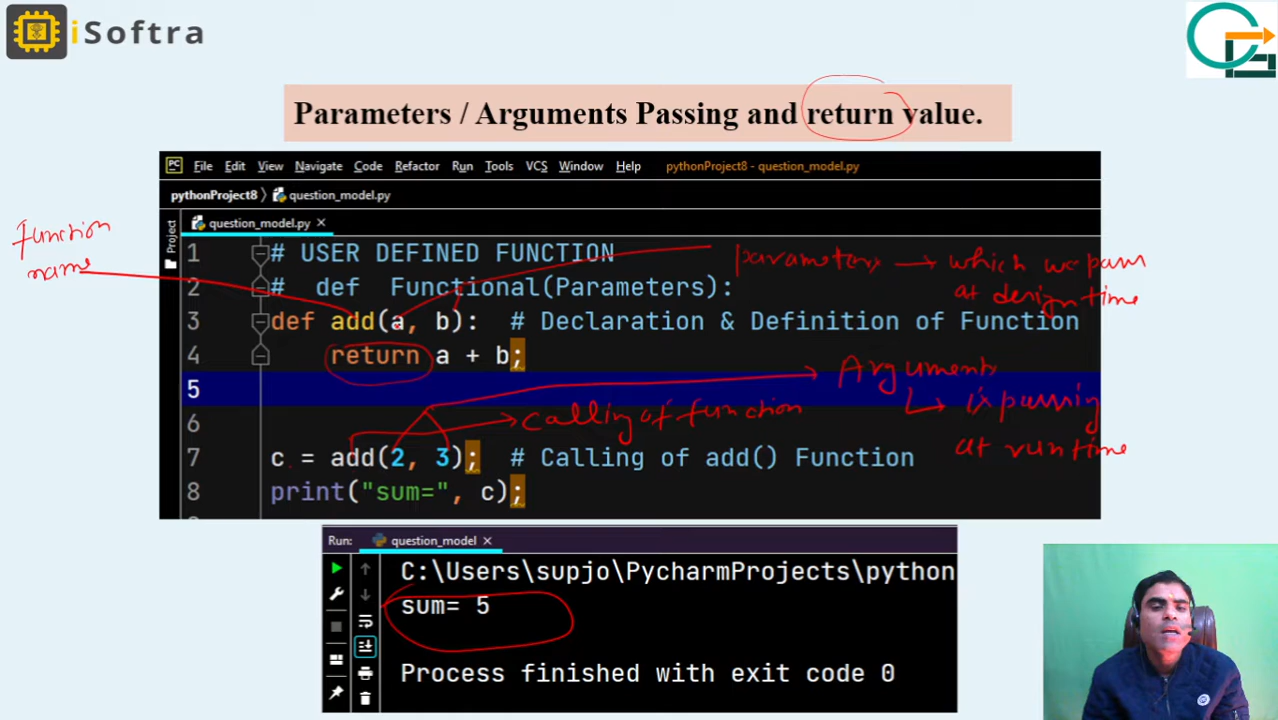 iSoftra
Parameters / Arguments Passing and return value.
PC File Edit View Navigate Code Refactor Run Tools VCS Window Help pythonProject8 - question_model.py
pythonProject8 〉 question_model.py
Project
question_model.py ×
function
name
1 # USER DEFINED FUNCTION
parameters → which we pass
2 # def Functional(Parameters):
at design time
3 def add(a, b): # Declaration & Definition of Function
4 return a + b;
Arguments
5
↳ is passing
6
calling of function
at runtime
7 c = add(2, 3); # Calling of add() Function
8 print("sum=", c);
Run: question_model ×
C:\Users\supjo\PycharmProjects\python
sum= 5
Process finished with exit code 0